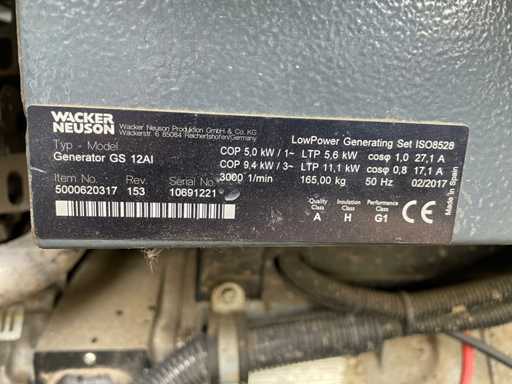 WACKER
NEUSON
Wacker Neuson Produktion GmbH & Co. KG
Wackerstr. 6 85084 Reichertshofen/Germany
LowPower Generating Set ISO8528
Typ - Model
Generator GS 12AI
COP 5,0 kW / 1~ LTP 5,6 kW cosφ 1,0 27,1 A
COP 9,4 kW / 3~ LTP 11,1 kW cosφ 0,8 17,1 A
Item No. Rev. Serial No.
3000 1/min 165,00 kg 50 Hz 02/2017
5000620317 153 10691221
Quality Class Insulation Class Performance Class
A H G1
CE
Made in Spain